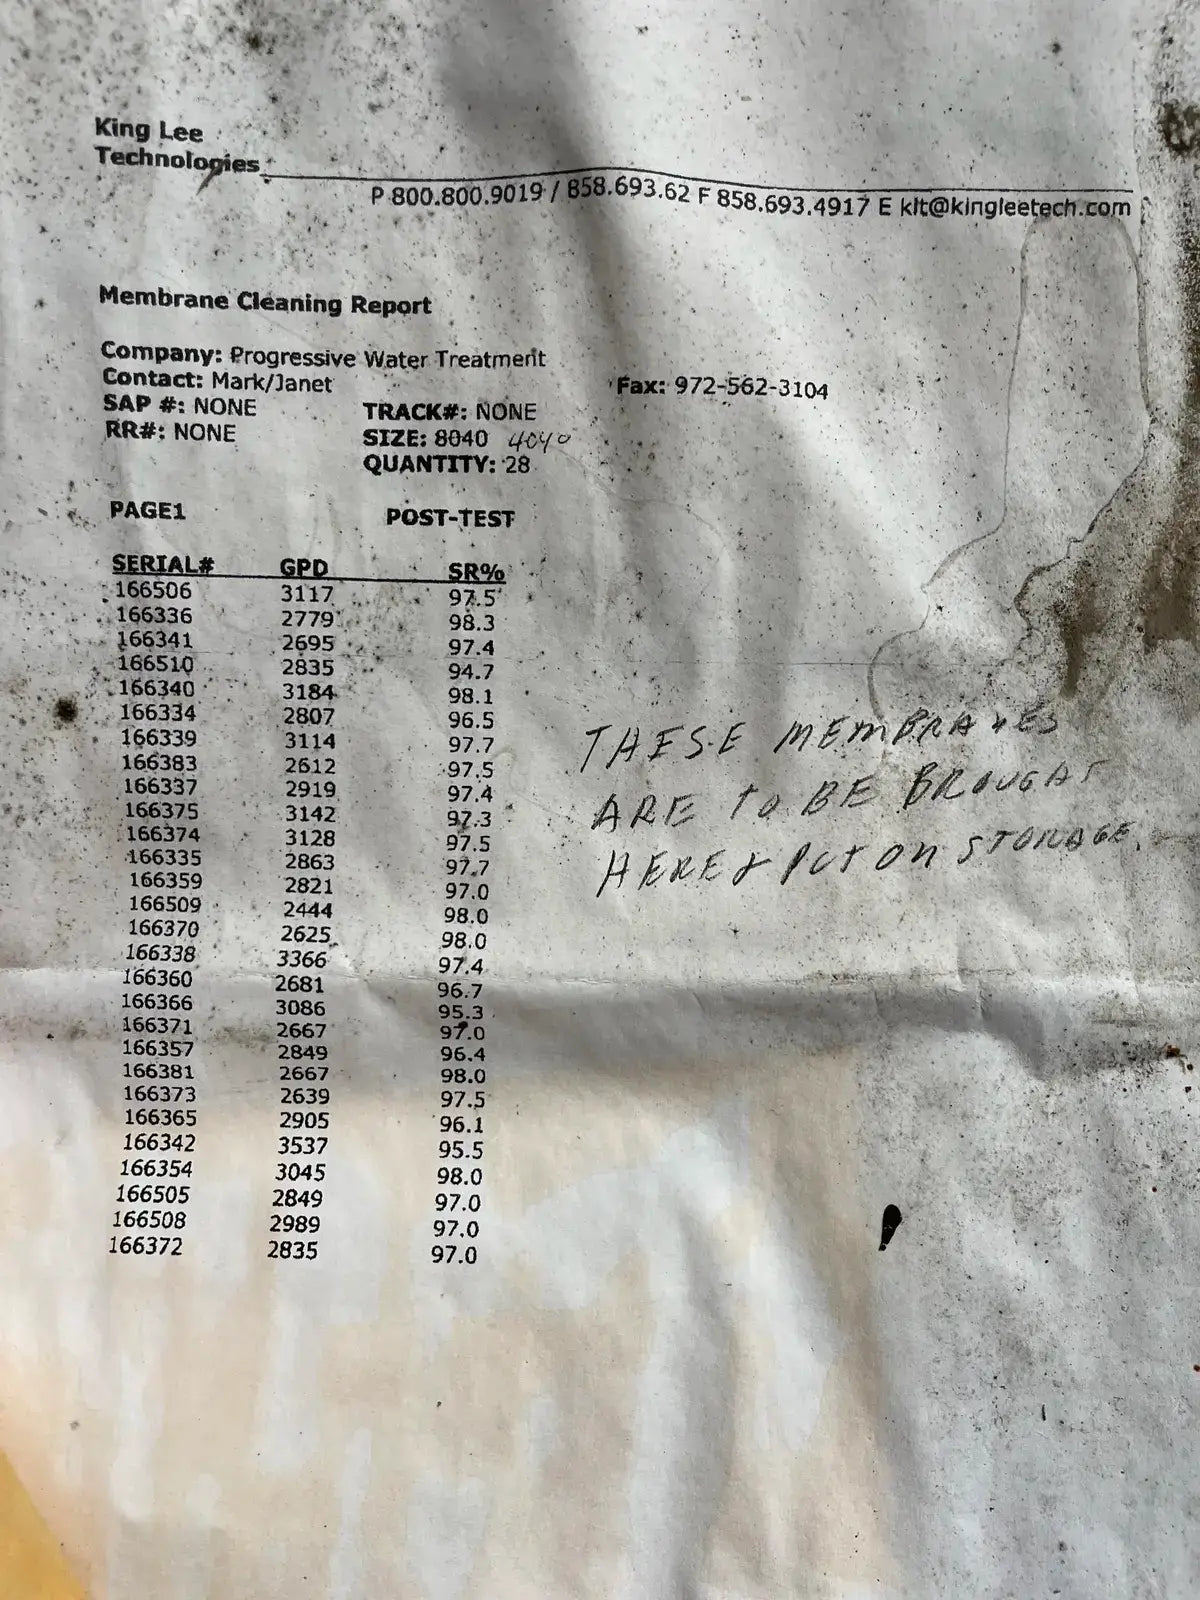 King Lee
Technologies
P 800.800.9019 / 858.693.62 F 858.693.4917 E klt@kingleetech.com
Membrane Cleaning Report
Company: Progressive Water Treatment
Contact: Mark/Janet Fax: 972-562-3104
SAP #: NONE TRACK#: NONE
RR#: NONE SIZE: 8040 4040
QUANTITY: 28
PAGE1 POST-TEST
SERIAL# GPD SR%
166506 3117 97.5
166336 2779 98.3
166341 2695 97.4
166510 2835 94.7
166340 3184 98.1
166334 2807 96.5
166339 3114 97.7
166383 2612 97.5
166337 2919 97.4
166375 3142 97.3
166374 3128 97.5
166335 2863 97.7
166359 2821 97.0
166509 2444 98.0
166370 2625 98.0
166338 3366 97.4
166360 2681 96.7
166366 3086 95.3
166371 2667 97.0
166357 2849 96.4
166381 2667 98.0
166373 2639 97.5
166365 2905 96.1
166342 3537 95.5
166354 3045 98.0
166505 2849 97.0
166508 2989 97.0
166372 2835 97.0
THESE MEMBRANES
ARE TO BE BROUGHT
HERE & PUT ON STORAGE.